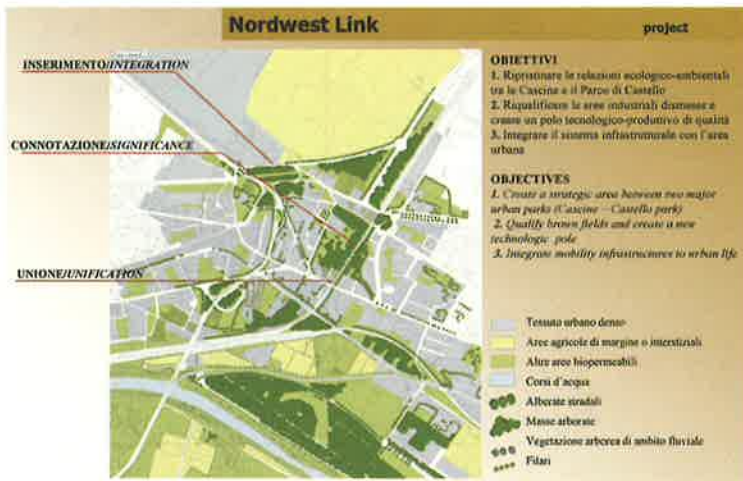 Nordwest Link
project
INSERIMENTO/INTEGRATION
CONNOTAZIONE/SIGNIFICANCE
UNIONE/UNIFICATION
OBIETTIVI
1. Ripristinare le relazioni ecologico-ambientali
tra le Cascine e il Parco di Castello
2. Riqualificare le aree industriali dismesse e
creare un polo tecnologico-produttivo di qualità
3. Integrare il sistema infrastrutturale con l'area
urbana
OBJECTIVES
1. Create a strategic area between two major
urban parks (Cascine – Castello park)
2. Qualify brown fields and create a new
technologic pole
3. Integrate mobility infrastructures to urban life
Tessuto urbano denso
Aree agricole di margine o interstiziali
Altre aree biopermeabili
Corsi d'acqua
Alberate stradali
Masse arborate
Vegetazione arborea di ambito fluviale
Filari